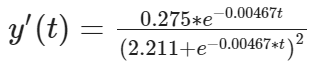 y′(t) = 0.275*e^(-0.00467t) / (2.211+e^(-0.00467*t))^2